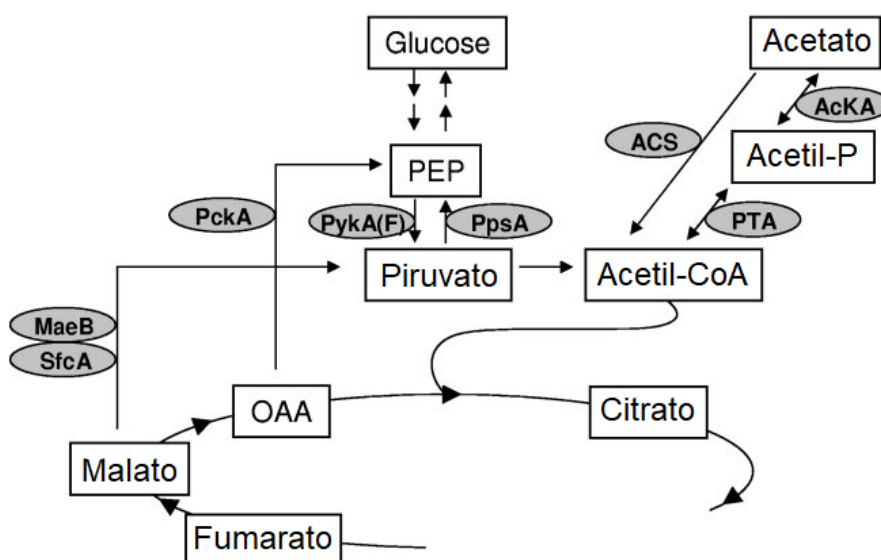 Glucose
Acetato
AcKA
ACS
Acetil-P
PEP
PckA
PykA(F)
PpsA
PTA
Piruvato
Acetil-CoA
MaeB
SfcA
OAA
Citrato
Malato
Fumarato